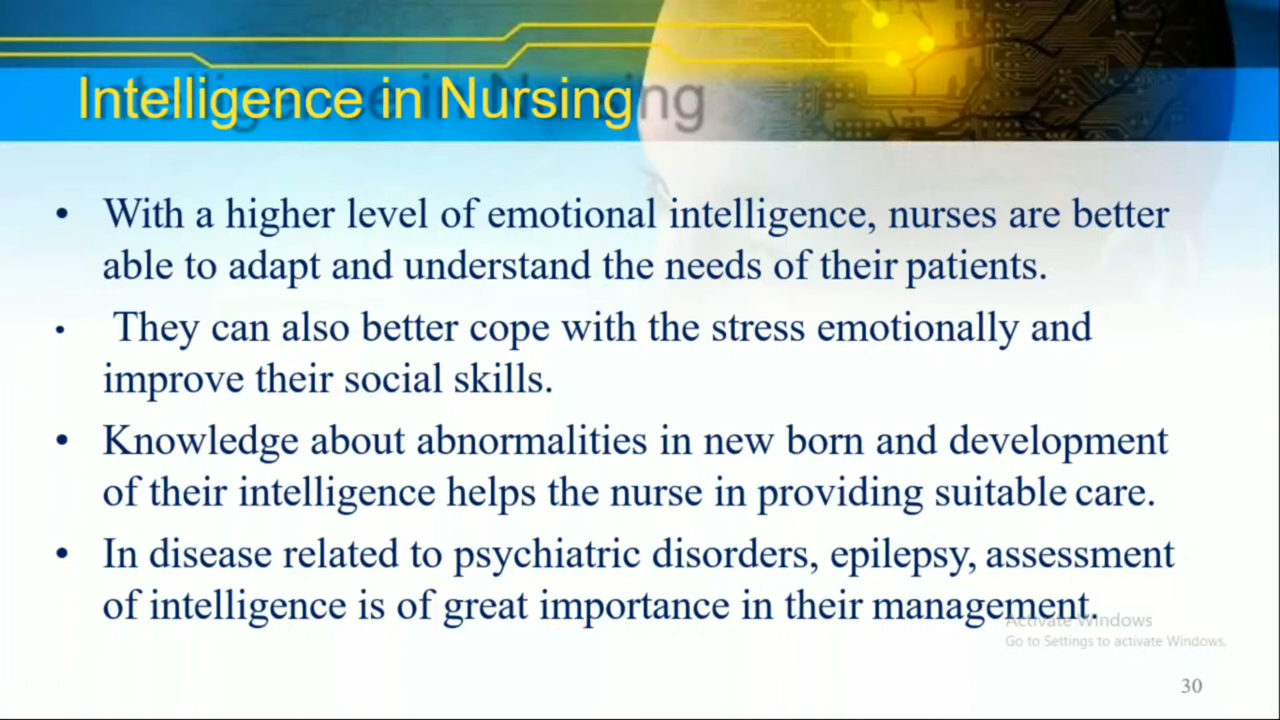 Intelligence in Nursing
• With a higher level of emotional intelligence, nurses are better
able to adapt and understand the needs of their patients.
• They can also better cope with the stress emotionally and
improve their social skills.
• Knowledge about abnormalities in new born and development
of their intelligence helps the nurse in providing suitable care.
• In disease related to psychiatric disorders, epilepsy, assessment
of intelligence is of great importance in their management.
Activate Windows
Go to Settings to activate Windows.
30